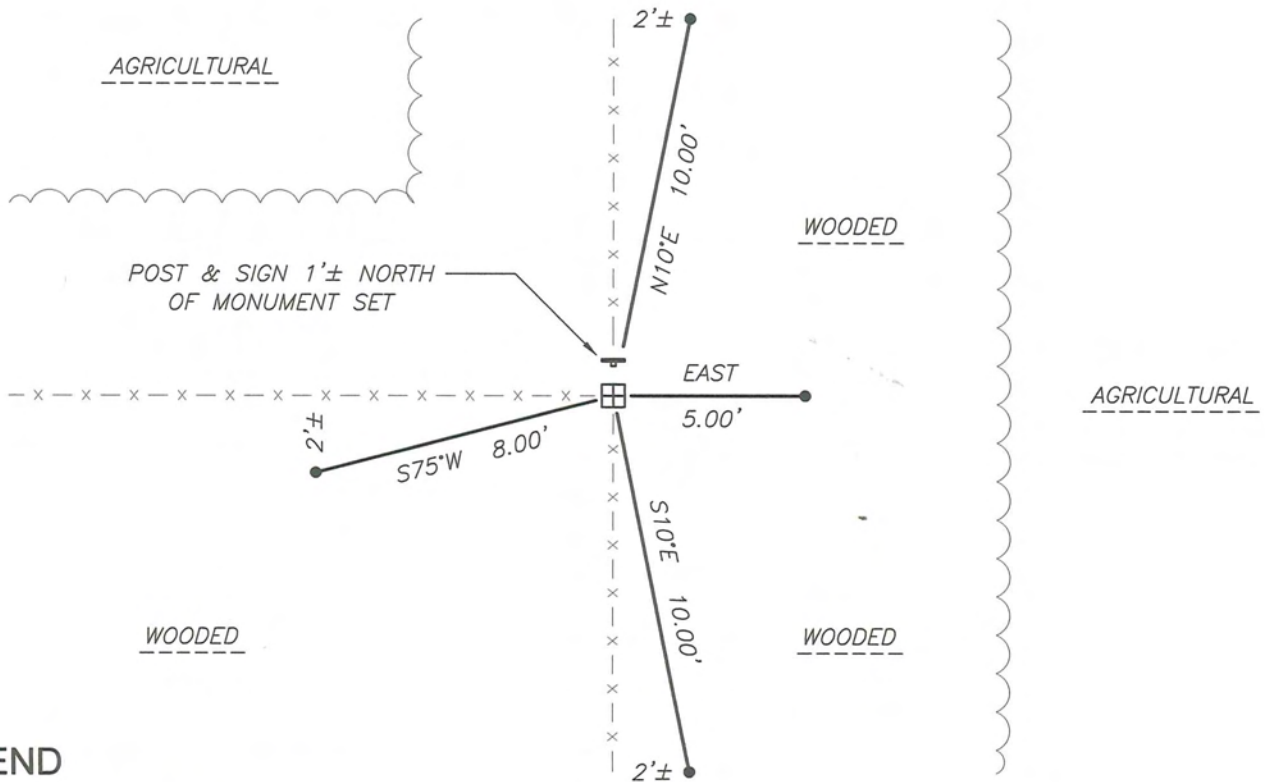 2'±
AGRICULTURAL
N10°E 10.00'
WOODED
POST & SIGN 1'± NORTH
OF MONUMENT SET
EAST
5.00'
AGRICULTURAL
2'±
S75°W 8.00'
S10°E 10.00'
WOODED
WOODED
END
2'±